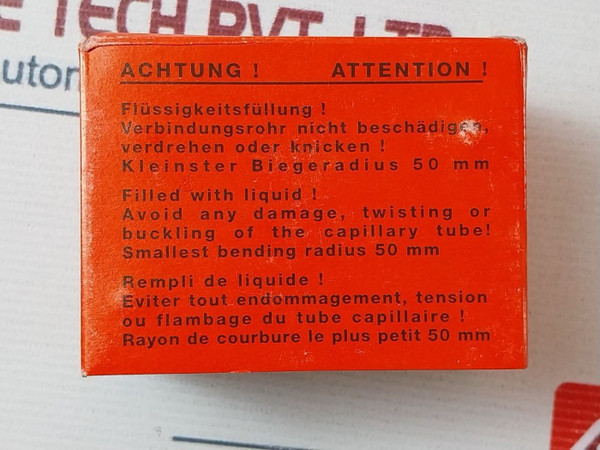 E TECH PVT. LTD
utom
ACHTUNG ! ATTENTION !
Flüssigkeitsfüllung !
Verbindungsrohr nicht beschädigen,
verdrehen oder knicken !
Kleinster Biegeradius 50 mm
Filled with liquid !
Avoid any damage, twisting or
buckling of the capillary tube!
Smallest bending radius 50 mm
Rempli de liquide !
Eviter tout endommagement, tension
ou flambage du tube capillaire !
Rayon de courbure le plus petit 50 mm